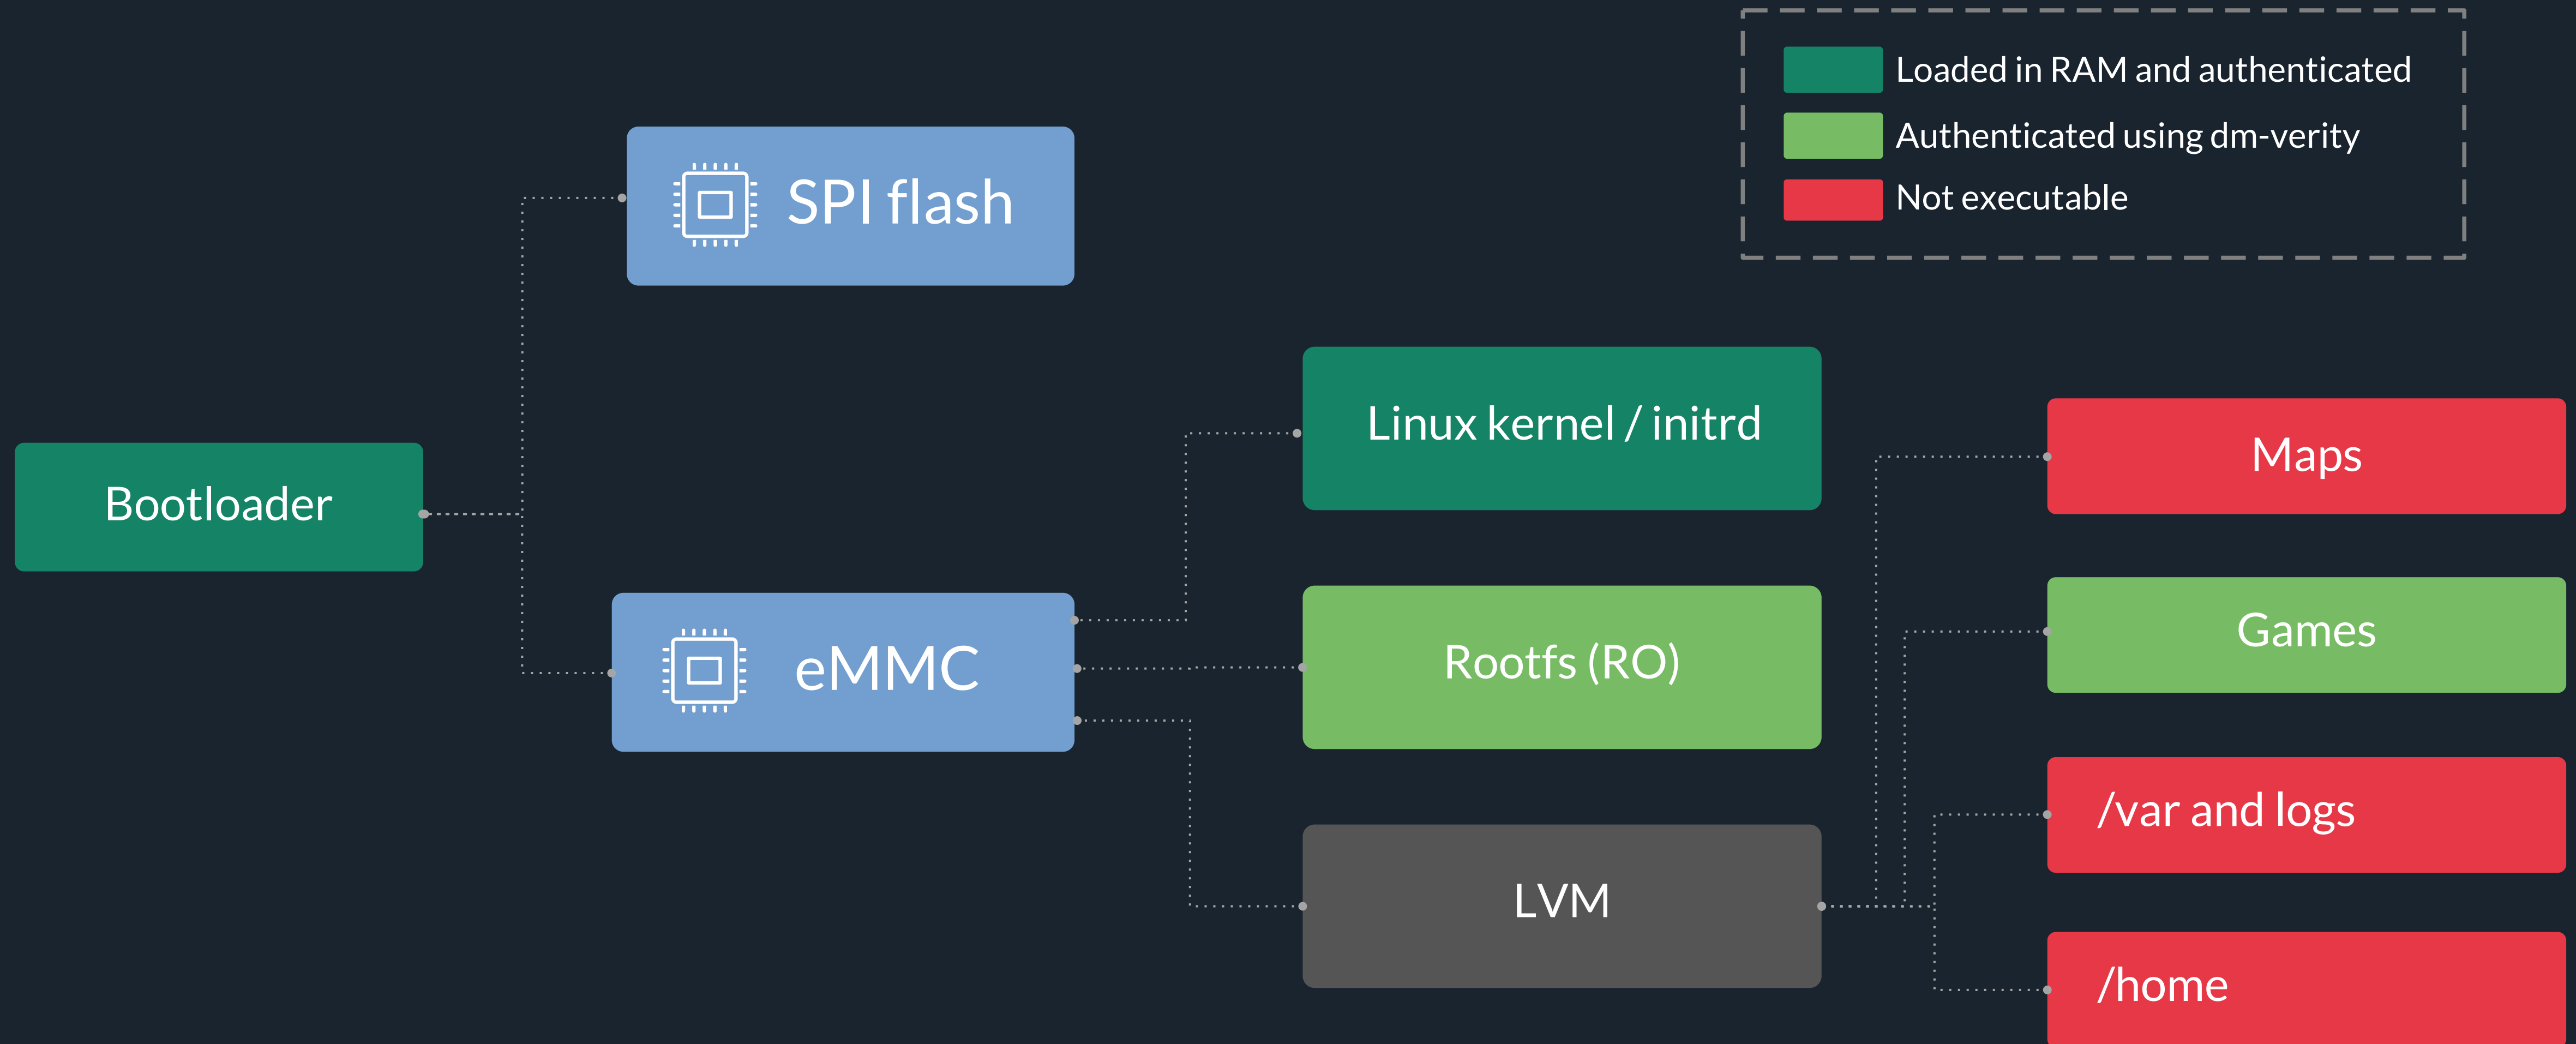 Loaded in RAM and authenticated
Authenticated using dm-verity
Not executable
SPI flash
Linux kernel / initrd
Maps
Bootloader
Games
eMMC
Rootfs (RO)
/var and logs
LVM
/home